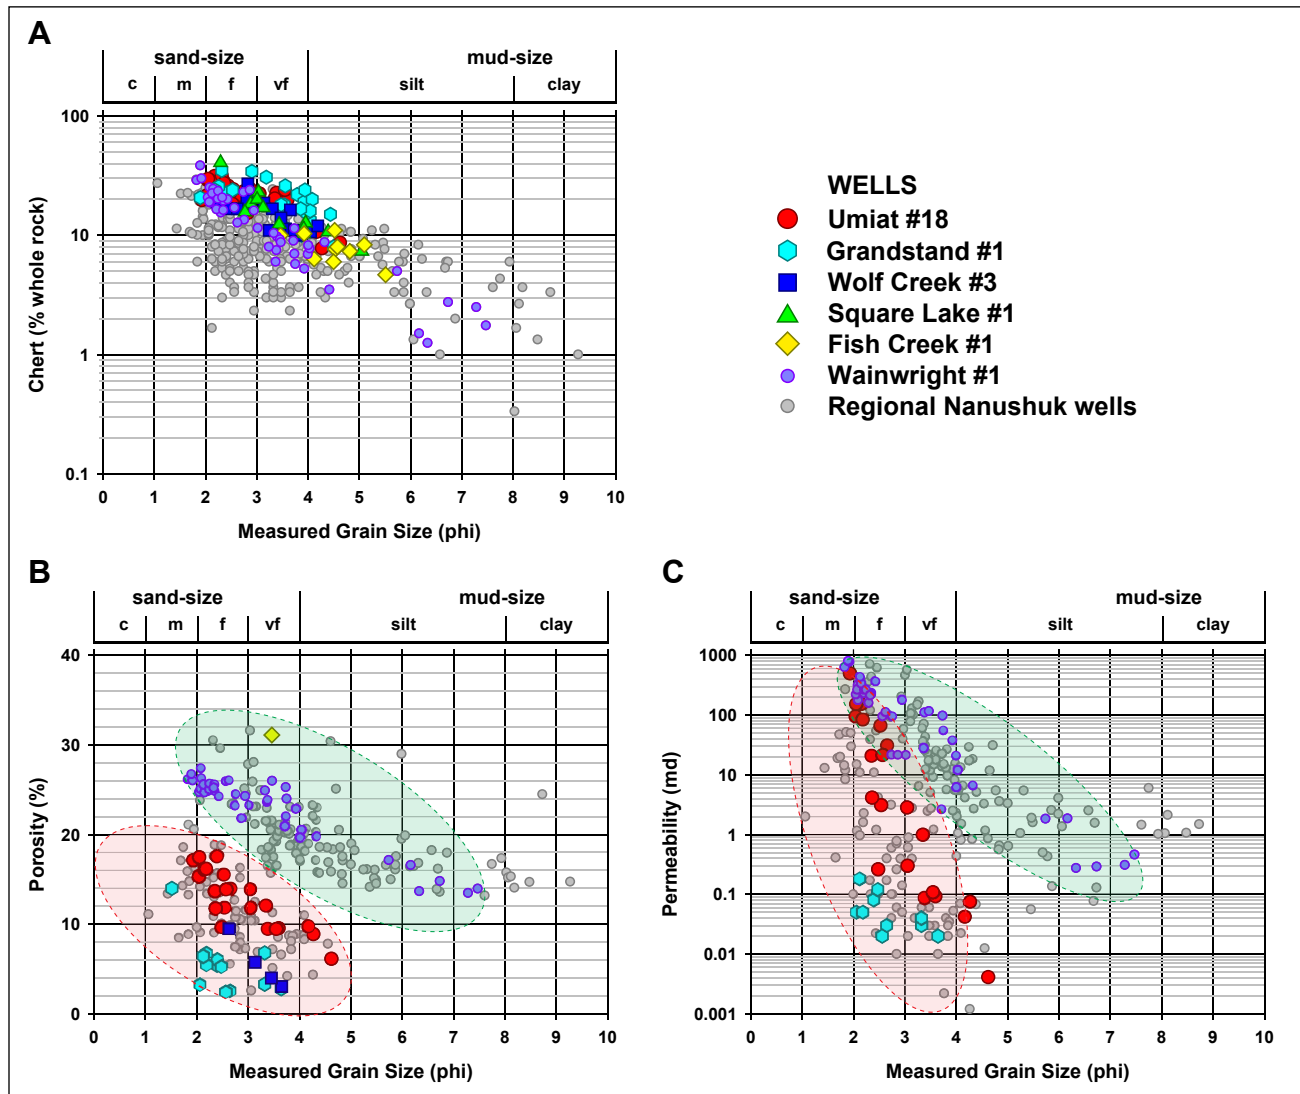 A
sand-size mud-size
c m f vf silt clay
100
10
1
0.1
Chert (% whole rock)
0 1 2 3 4 5 6 7 8 9 10
Measured Grain Size (phi)
WELLS
Umiat #18
Grandstand #1
Wolf Creek #3
Square Lake #1
Fish Creek #1
Wainwright #1
Regional Nanushuk wells
B
sand-size mud-size
c m f vf silt clay
40
30
20
10
0
Porosity (%)
0 1 2 3 4 5 6 7 8 9 10
Measured Grain Size (phi)
C
sand-size mud-size
c m f vf silt clay
1000
100
10
1
0.1
0.01
0.001
Permeability (md)
0 1 2 3 4 5 6 7 8 9 10
Measured Grain Size (phi)